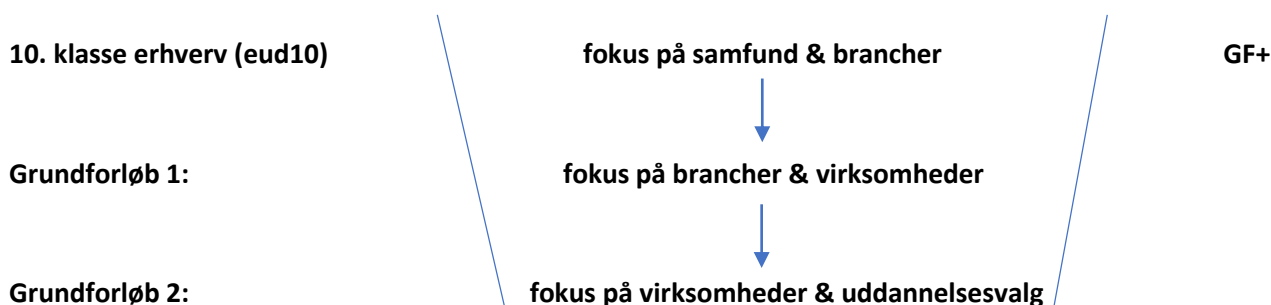 10. klasse erhverv (eud10) fokus på samfund & brancher GF+
Grundforløb 1: fokus på brancher & virksomheder
Grundforløb 2: fokus på virksomheder & uddannelsesvalg